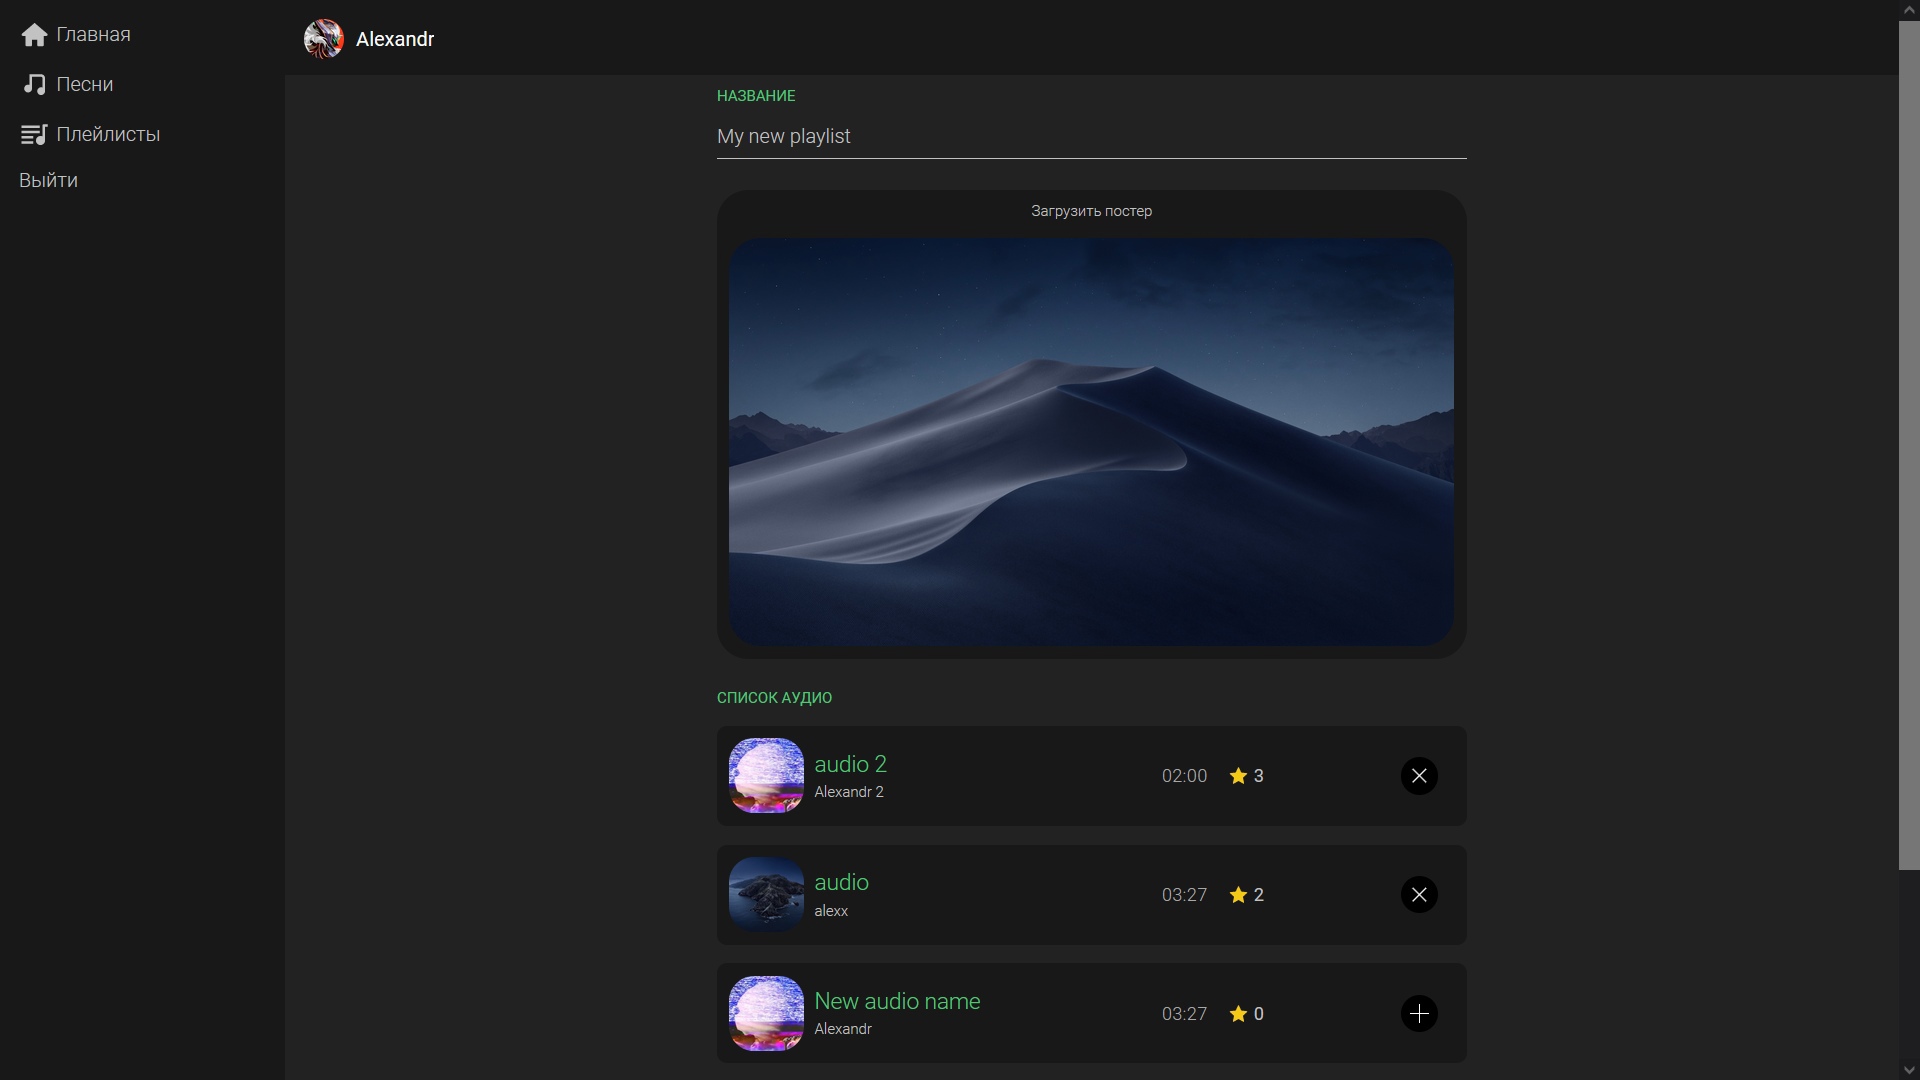 Главная
Песни
Плейлисты
Выйти
Alexandr
НАЗВАНИЕ
My new playlist
Загрузить постер
СПИСОК АУДИО
audio 2
Alexandr 2
02:00
3
audio
alexx
03:27
2
New audio name
Alexandr
03:27
0